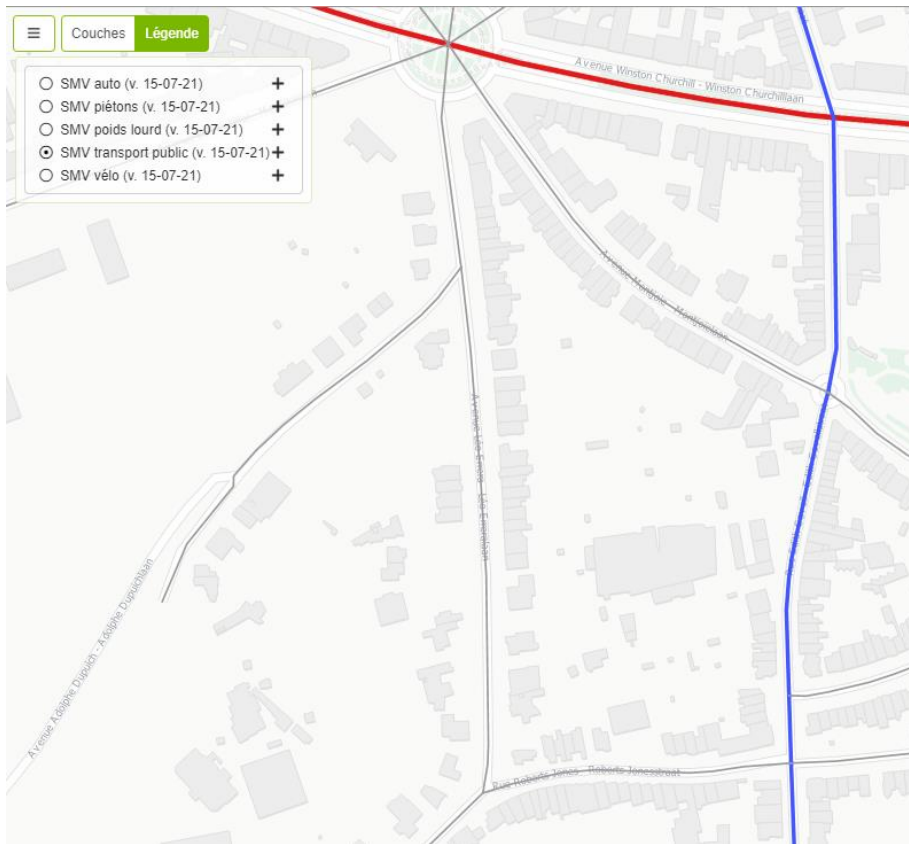 ☰ Couches Légende
SMV auto (v. 15-07-21) +
SMV piétons (v. 15-07-21) +
SMV poids lourd (v. 15-07-21) +
SMV transport public (v. 15-07-21) +
SMV vélo (v. 15-07-21) +
Avenue Winston Churchill - Winston Churchilllaan
Avenue Montjoie - Montjoielaan
Avenue Léo Errera - Léo Erreralaan
Avenue Adolphe Dupuich - Adolphe Dupuichlaan
Rue Roberts Jones - Roberts Jonesstraat